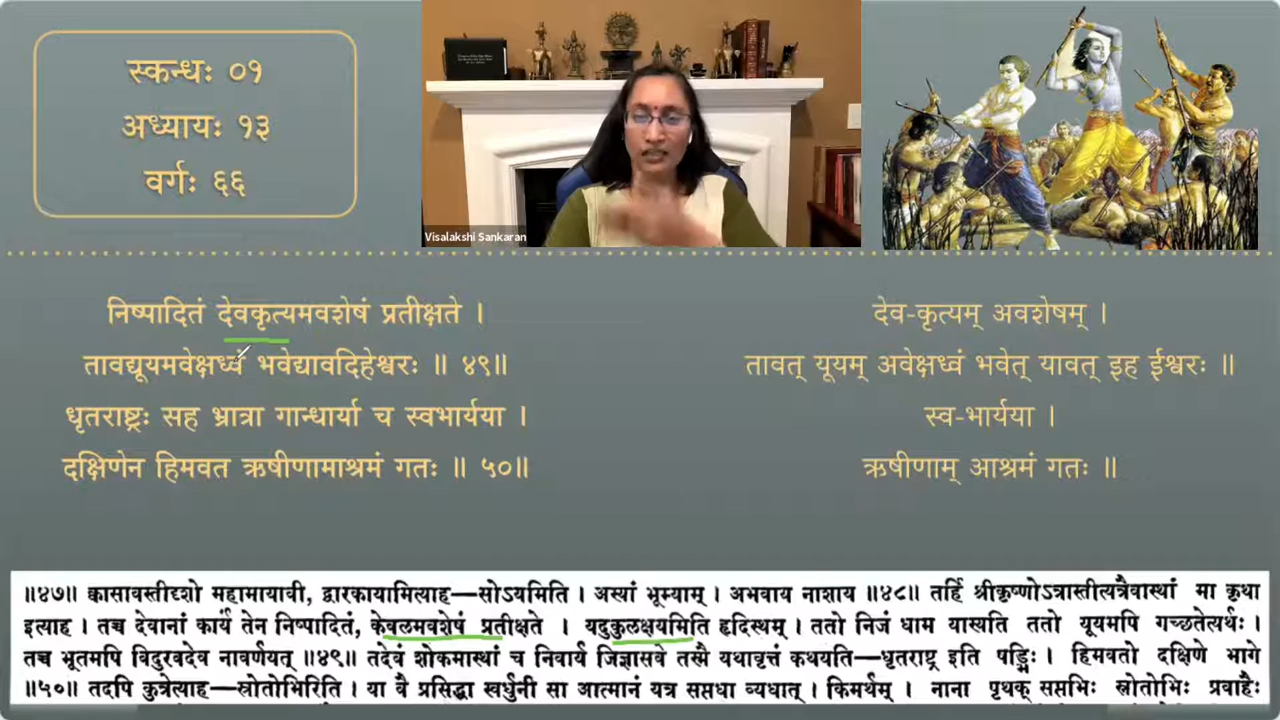 स्कन्धः ०१
अध्यायः १३
वर्गः ६६
Visalakshi Sankaran
निष्पादितं देवकृत्यमवशेषं प्रतीक्षते ।
तावद्यूयमवेक्षध्वं भवेद्यावदिहेश्वरः ॥ ४९॥
धृतराष्ट्रः सह भ्रात्रा गान्धार्या च स्वभार्यया ।
दक्षिणेन हिमवत ऋषीणामाश्रमं गतः ॥ ५०॥
देव-कृत्यम् अवशेषम् ।
तावत् यूयम् अवेक्षध्वं भवेत् यावत् इह ईश्वरः ॥
स्व-भार्यया ।
ऋषीणाम् आश्रमं गतः ॥
॥४७॥ क्वासावस्तीदृशो महामायावी, द्वारकायामित्याह—सोऽयमिति । अस्यां भूम्याम् । अभवाय नाशाय ॥४८॥ तर्हि श्रीकृष्णोऽत्रास्तीत्यत्रैवास्थां मा कृथा
इत्याह । तच्च देवानां कार्यं तेन निष्पादितं, केवलमवशेषं प्रतीक्षते । यदुकुलक्षयमिति हृदिस्थम् । ततो निजं धाम यास्यति ततो यूयमपि गच्छतेत्यर्थः ।
तच्च भूतमपि विदुरवदेव नावर्णयत् ॥४९॥ तदेवं शोकमास्थां च निवार्य जिज्ञासवे तस्मै यथावृत्तं कथयति—धृतराष्ट्र इति षड्भिः । हिमवतो दक्षिणे भागे
॥५०॥ तदपि कुत्रेत्याह—स्रोतोभिरिति । या वै प्रसिद्धा स्वर्धुनी सा आत्मानं यत्र सप्तधा व्यधात् । किमर्थम् । नाना पृथक् सप्तभिः स्रोतोभिः प्रवाहैः